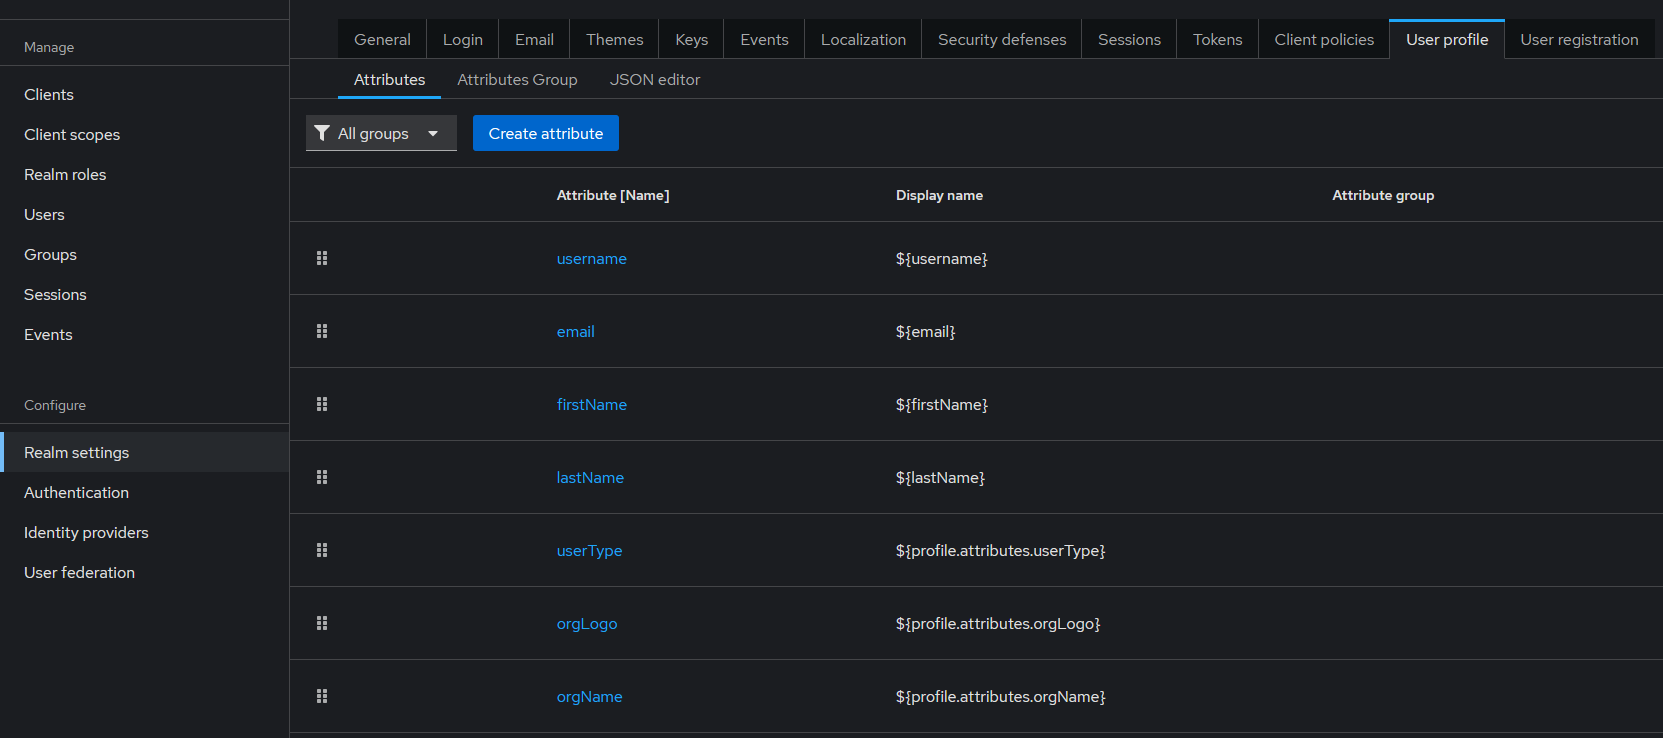 Manage
Clients
Client scopes
Realm roles
Users
Groups
Sessions
Events
Configure
Realm settings
Authentication
Identity providers
User federation
General Login Email Themes Keys Events Localization Security defenses Sessions Tokens Client policies User profile User registration
Attributes Attributes Group JSON editor
All groups Create attribute
Attribute [Name] Display name Attribute group
username ${username}
email ${email}
firstName ${firstName}
lastName ${lastName}
userType ${profile.attributes.userType}
orgLogo ${profile.attributes.orgLogo}
orgName ${profile.attributes.orgName}